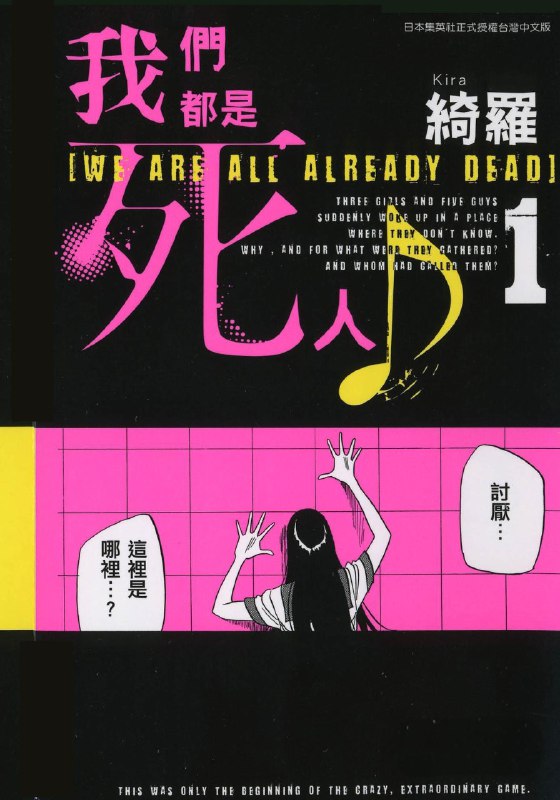 日本集英社正式授權台灣中文版
我們
都是
死人♪
Kira
綺羅
[WE ARE ALL ALREADY DEAD]
THREE GIRLS AND FIVE GUYS
SUDDENLY WOKE UP IN A PLACE
WHERE THEY DON'T KNOW.
WHY , AND FOR WHAT WERE THEY GATHERED?
AND WHOM HAD CALLED THEM?
1
討厭…
這裡是
哪裡…?
THIS WAS ONLY THE BEGINNING OF THE CRAZY, EXTRAORDINARY GAME.